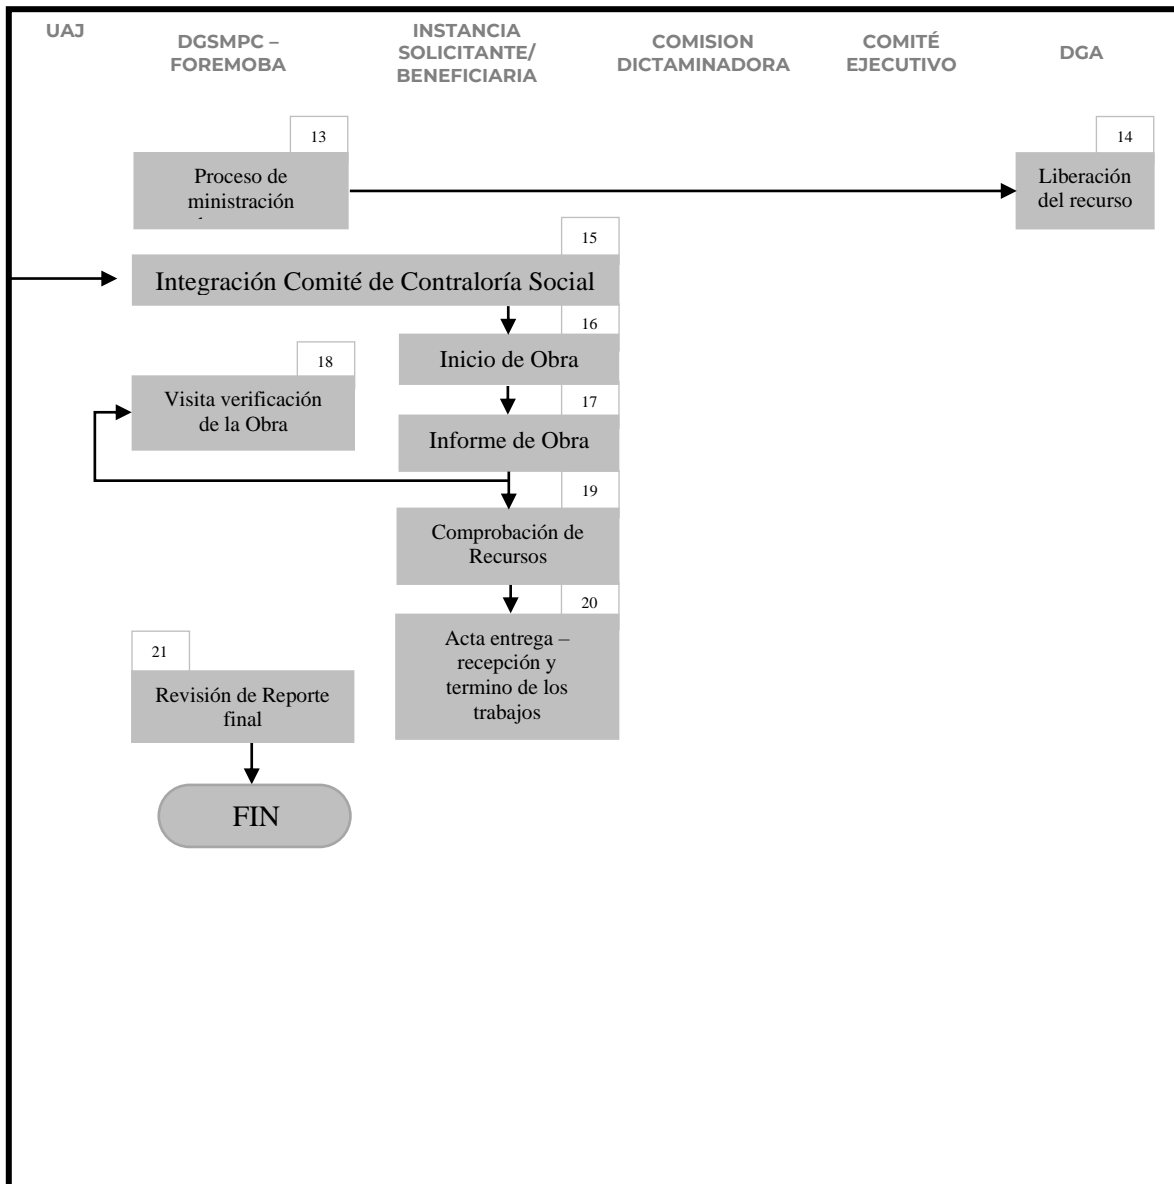 UAJ
DGSMPC –
FOREMOBA
INSTANCIA
SOLICITANTE/
BENEFICIARIA
COMISION
DICTAMINADORA
COMITÉ
EJECUTIVO
DGA
13
Proceso de
ministración
14
Liberación
del recurso
15
Integración Comité de Contraloría Social
16
Inicio de Obra
18
Visita verificación
de la Obra
17
Informe de Obra
19
Comprobación de
Recursos
20
Acta entrega –
recepción y
termino de los
trabajos
21
Revisión de Reporte
final
FIN